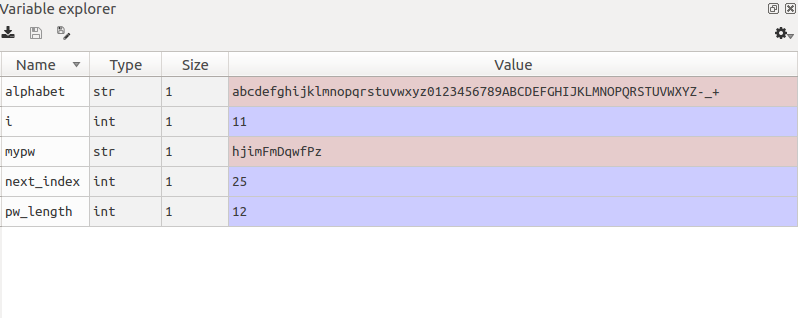 Variable explorer
Name Type Size Value
alphabet str 1 abcdefghijklmnopqrstuvwxyz0123456789ABCDEFGHIJKLMNOPQRSTUVWXYZ-_+
i int 1 11
mypw str 1 hjimFmDqwfPz
next_index int 1 25
pw_length int 1 12